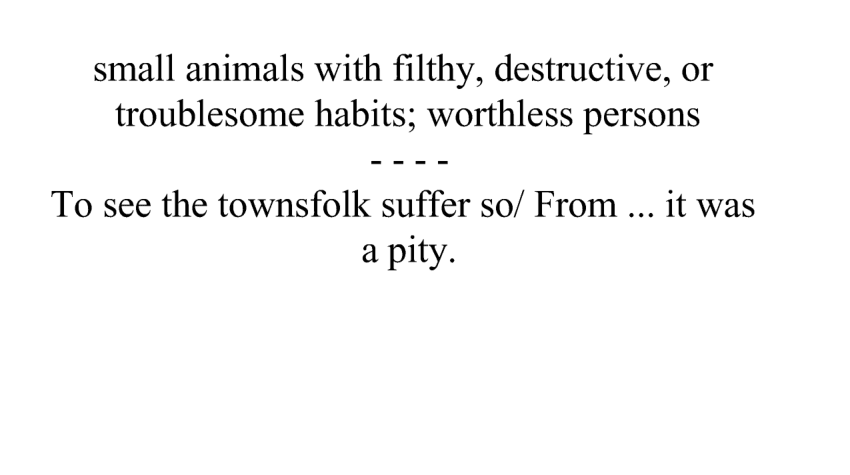 small animals with filthy, destructive, or
troublesome habits; worthless persons
- - - -
To see the townsfolk suffer so/ From ... it was
a pity.